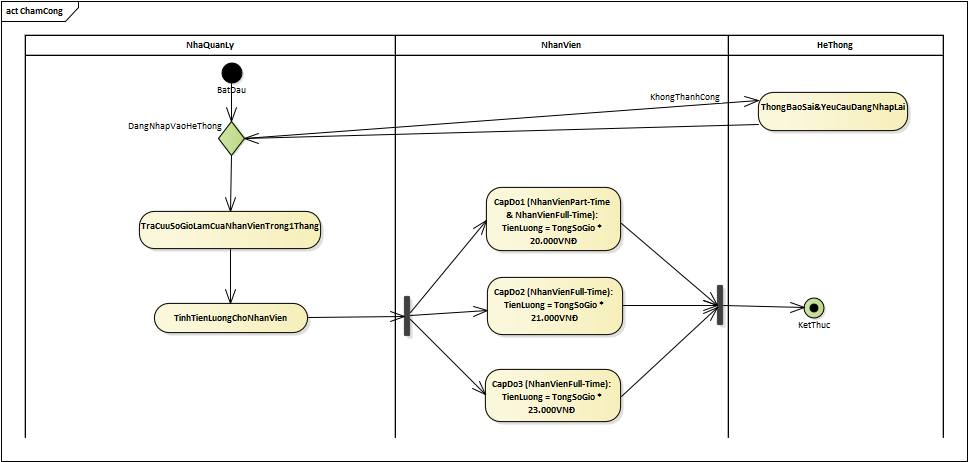 act ChamCong
NhaQuanLy
NhanVien
HeThong
BatDau
KhongThanhCong
ThongBaoSai&YeuCauDangNhapLai
DangNhapVaoHeThong
TraCuuSoGioLamCuaNhanVienTrong1Thang
CapDo1 (NhanVienPart-Time
& NhanVienFull-Time):
TienLuong = TongSoGio *
20.000VNĐ
TinhTienLuongChoNhanVien
CapDo2 (NhanVienFull-Time):
TienLuong = TongSoGio *
21.000VNĐ
KetThuc
CapDo3 (NhanVienFull-Time):
TienLuong = TongSoGio *
23.000VNĐ